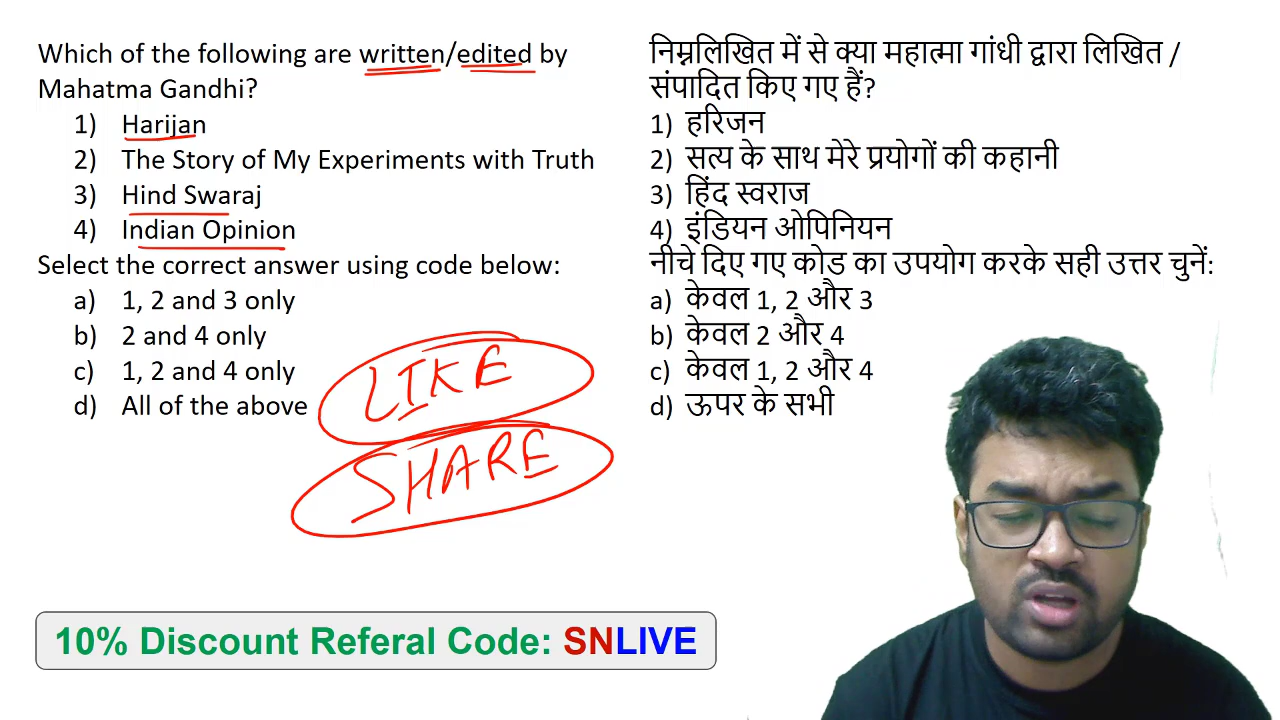 Which of the following are written/edited by
Mahatma Gandhi?
1) Harijan
2) The Story of My Experiments with Truth
3) Hind Swaraj
4) Indian Opinion
Select the correct answer using code below:
a) 1, 2 and 3 only
b) 2 and 4 only
c) 1, 2 and 4 only
d) All of the above
LIKE
SHARE
निम्नलिखित में से क्या महात्मा गांधी द्वारा लिखित /
संपादित किए गए हैं?
1) हरिजन
2) सत्य के साथ मेरे प्रयोगों की कहानी
3) हिंद स्वराज
4) इंडियन ओपिनियन
नीचे दिए गए कोड का उपयोग करके सही उत्तर चुनें:
a) केवल 1, 2 और 3
b) केवल 2 और 4
c) केवल 1, 2 और 4
d) ऊपर के सभी
10% Discount Referal Code: SNLIVE